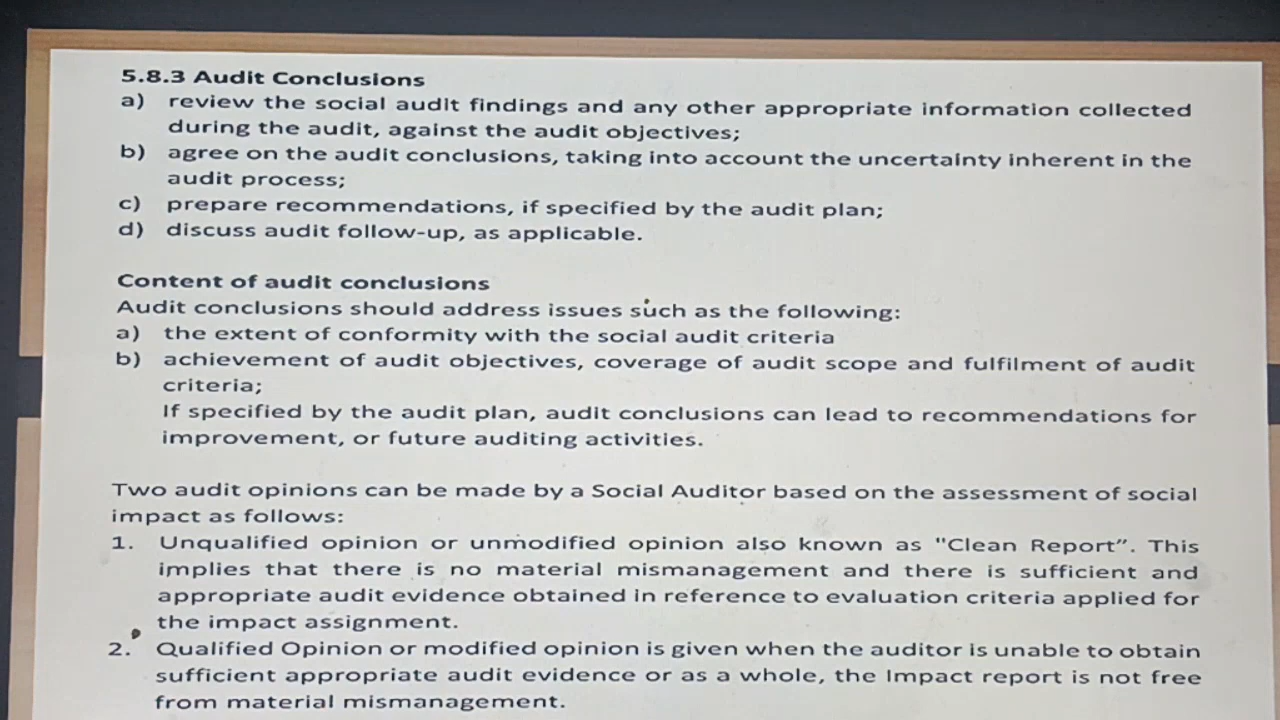 5.8.3 Audit Conclusions
a) review the social audit findings and any other appropriate information collected
during the audit, against the audit objectives;
b) agree on the audit conclusions, taking into account the uncertainty inherent in the
audit process;
c) prepare recommendations, if specified by the audit plan;
d) discuss audit follow-up, as applicable.
Content of audit conclusions
Audit conclusions should address issues such as the following:
a) the extent of conformity with the social audit criteria
b) achievement of audit objectives, coverage of audit scope and fulfilment of audit
criteria;
If specified by the audit plan, audit conclusions can lead to recommendations for
improvement, or future auditing activities.
Two audit opinions can be made by a Social Auditor based on the assessment of social
impact as follows:
1. Unqualified opinion or unmodified opinion also known as "Clean Report”. This
implies that there is no material mismanagement and there is sufficient and
appropriate audit evidence obtained in reference to evaluation criteria applied for
the impact assignment.
2. Qualified Opinion or modified opinion is given when the auditor is unable to obtain
sufficient appropriate audit evidence or as a whole, the Impact report is not free
from material mismanagement.